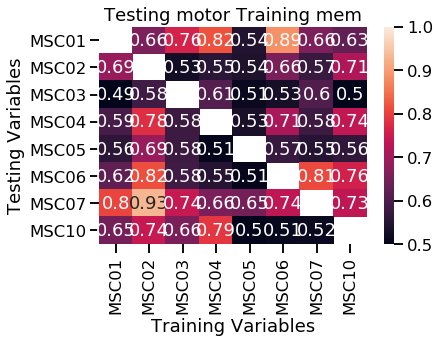 Testing motor Training mem
MSC01 0.66 0.76 0.82 0.54 0.89 0.66 0.63
MSC02 0.69 0.53 0.55 0.54 0.66 0.57 0.71
MSC03 0.49 0.58 0.61 0.51 0.53 0.6 0.5
MSC04 0.59 0.78 0.58 0.53 0.71 0.58 0.74
MSC05 0.56 0.69 0.58 0.51 0.57 0.55 0.56
MSC06 0.62 0.82 0.58 0.55 0.51 0.81 0.76
MSC07 0.8 0.93 0.74 0.66 0.65 0.74 0.73
MSC10 0.65 0.74 0.66 0.79 0.5 0.51 0.52
MSC01 MSC02 MSC03 MSC04 MSC05 MSC06 MSC07 MSC10
Training Variables
Testing Variables
1.0
0.9
0.8
0.7
0.6
0.5